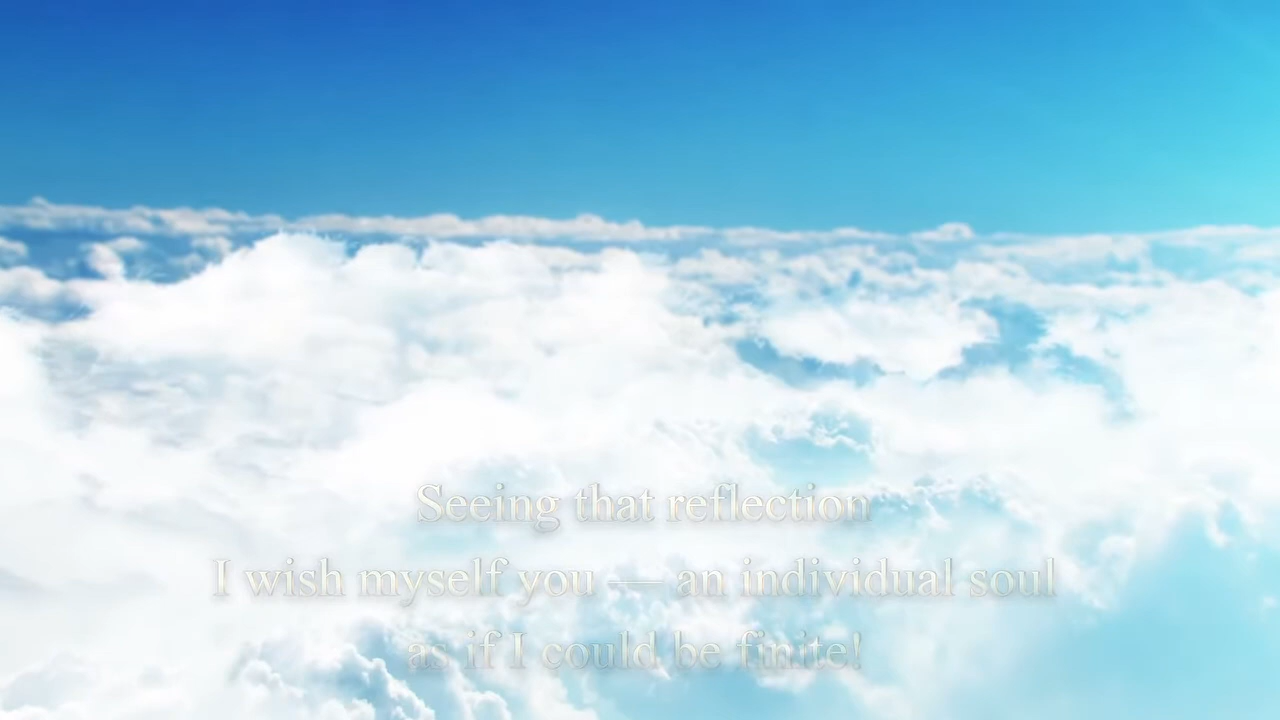 Seeing that reflection
I wish myself you — an individual soul
as if I could be finite!